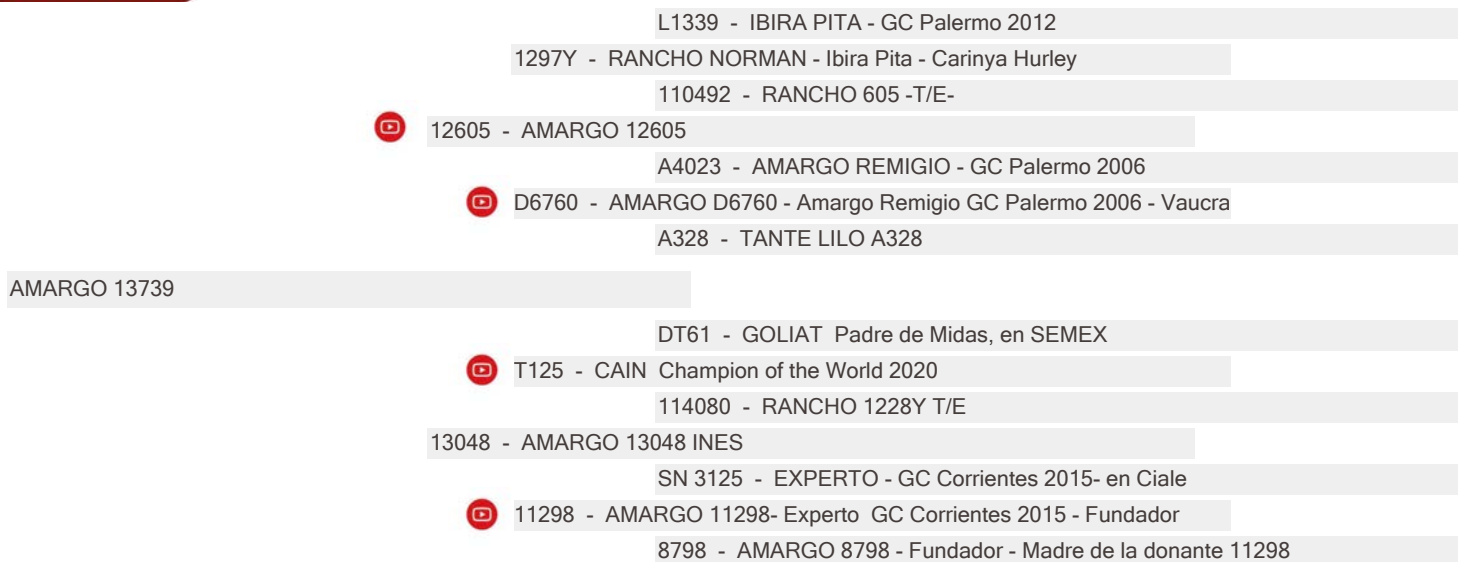 L1339 - IBIRA PITA - GC Palermo 2012
1297Y - RANCHO NORMAN - Ibira Pita - Carinya Hurley
110492 - RANCHO 605 -T/E-
12605 - AMARGO 12605
A4023 - AMARGO REMIGIO - GC Palermo 2006
D6760 - AMARGO D6760 - Amargo Remigio GC Palermo 2006 - Vaucra
A328 - TANTE LILO A328
AMARGO 13739
DT61 - GOLIAT Padre de Midas, en SEMEX
T125 - CAIN Champion of the World 2020
114080 - RANCHO 1228Y T/E
13048 - AMARGO 13048 INES
SN 3125 - EXPERTO - GC Corrientes 2015- en Ciale
11298 - AMARGO 11298- Experto GC Corrientes 2015 - Fundador
8798 - AMARGO 8798 - Fundador - Madre de la donante 11298